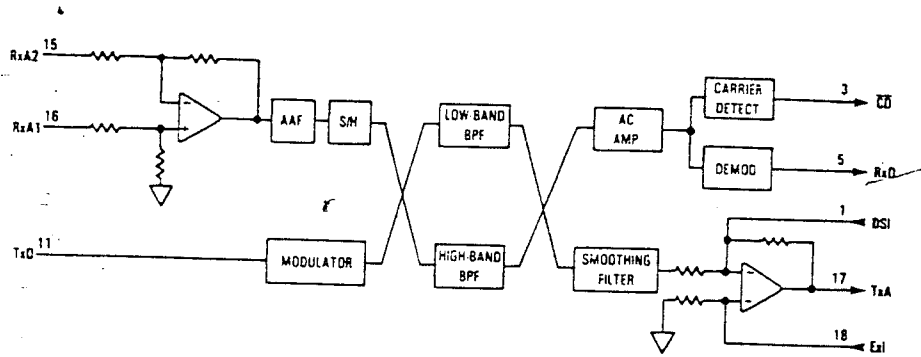 15
RxA2
16
RxA1
AAF
S/H
LOW-BAND
BPF
AC
AMP
CARRIER
DETECT
3
CD
DEMOD
5
RxD
1
DSI
11
TxD
MODULATOR
HIGH-BAND
BPF
SMOOTHING
FILTER
17
TxA
18
ExI